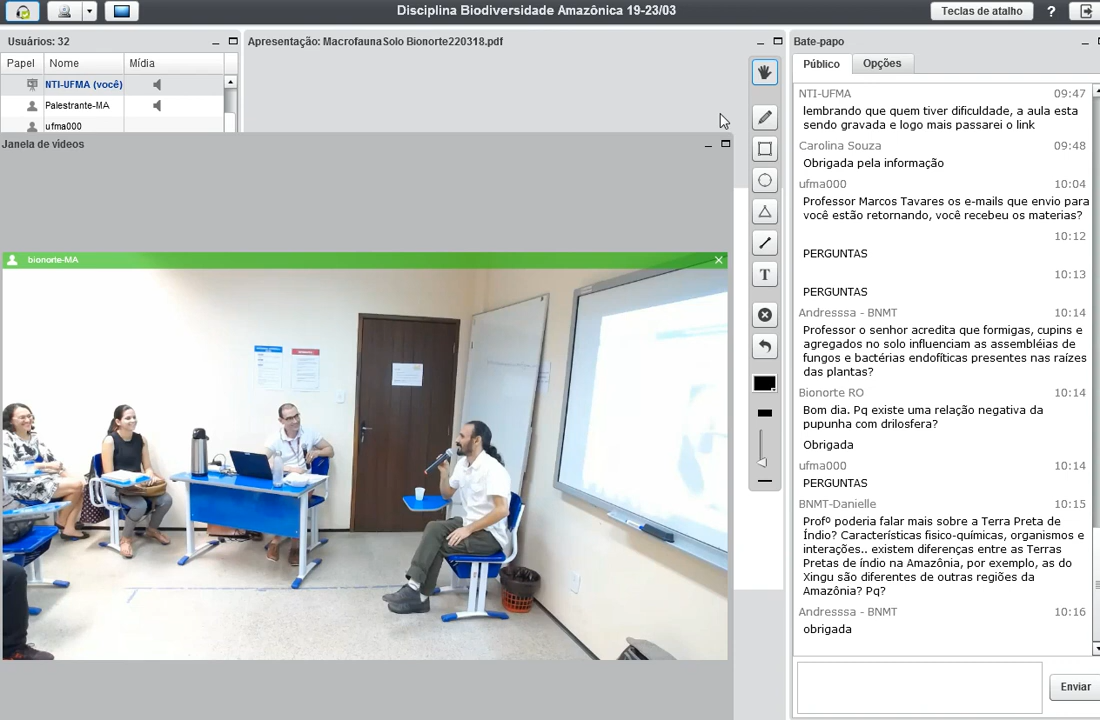 Disciplina Biodiversidade Amazônica 19-23/03
Teclas de atalho
?
Usuários: 32
Papel Nome Mídia
NTI-UFMA (você)
Palestrante-MA
ufma000
Apresentação: MacrofaunaSolo Bionorte220318.pdf
Janela de vídeos
bionorte-MA
T
Bate-papo
Público Opções
NTI-UFMA 09:47
lembrando que quem tiver dificuldade, a aula esta
sendo gravada e logo mais passarei o link
Carolina Souza 09:48
Obrigada pela informação
ufma000 10:04
Professor Marcos Tavares os e-mails que envio para
você estão retornando, você recebeu os materias?
10:12
PERGUNTAS
10:13
PERGUNTAS
Andresssa - BNMT 10:14
Professor o senhor acredita que formigas, cupins e
agregados no solo influenciam as assembléias de
fungos e bactérias endofíticas presentes nas raízes
das plantas?
Bionorte RO 10:14
Bom dia. Pq existe uma relação negativa da
pupunha com drilosfera?
Obrigada
ufma000 10:14
PERGUNTAS
BNMT-Danielle 10:15
Profº poderia falar mais sobre a Terra Preta de
Índio? Características fisico-químicas, organismos e
interações.. existem diferenças entre as Terras
Pretas de índio na Amazônia, por exemplo, as do
Xingu são diferentes de outras regiões da
Amazônia? Pq?
Andresssa - BNMT 10:16
obrigada
Enviar